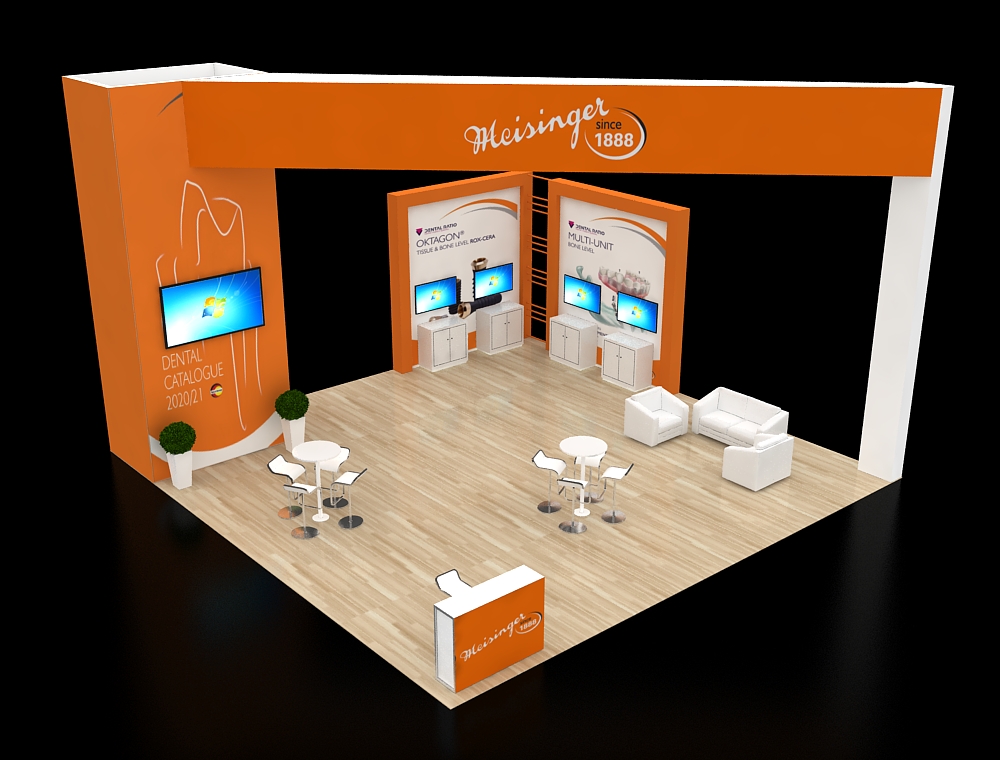 Meisinger
since
1888
DENTAL RATIO
OKTAGON®
TISSUE & BONE LEVEL ROX-CERA
DENTAL RATIO
MULTI-UNIT
BONE LEVEL
DENTAL
CATALOGUE
2020/21
Meisinger
1888